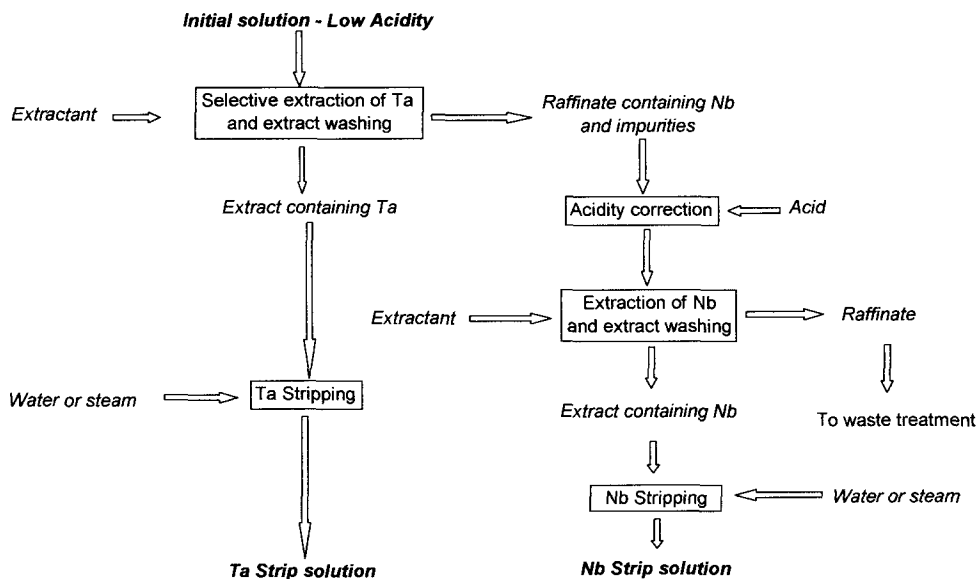 Initial solution - Low Acidity
Extractant
Selective extraction of Ta
and extract washing
Raffinate containing Nb
and impurities
Extract containing Ta
Acidity correction
Acid
Extractant
Extraction of Nb
and extract washing
Raffinate
Water or steam
Ta Stripping
Extract containing Nb
To waste treatment
Nb Stripping
Water or steam
Ta Strip solution
Nb Strip solution